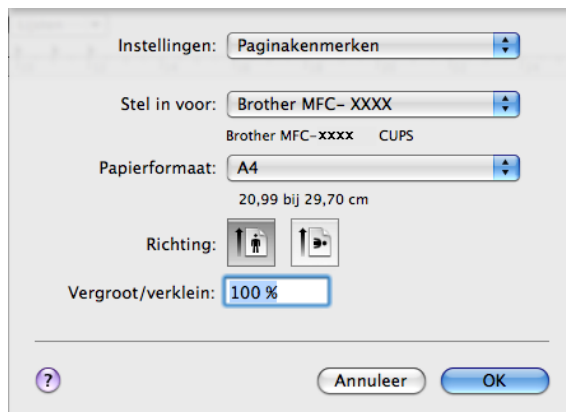 Instellingen: Paginakenmerken
Stel in voor: Brother MFC- XXXX
Brother MFC-xxxx CUPS
Papierformaat: A4
20,99 bij 29,70 cm
Richting:
Vergroot/verklein: 100 %
? Annuleer OK